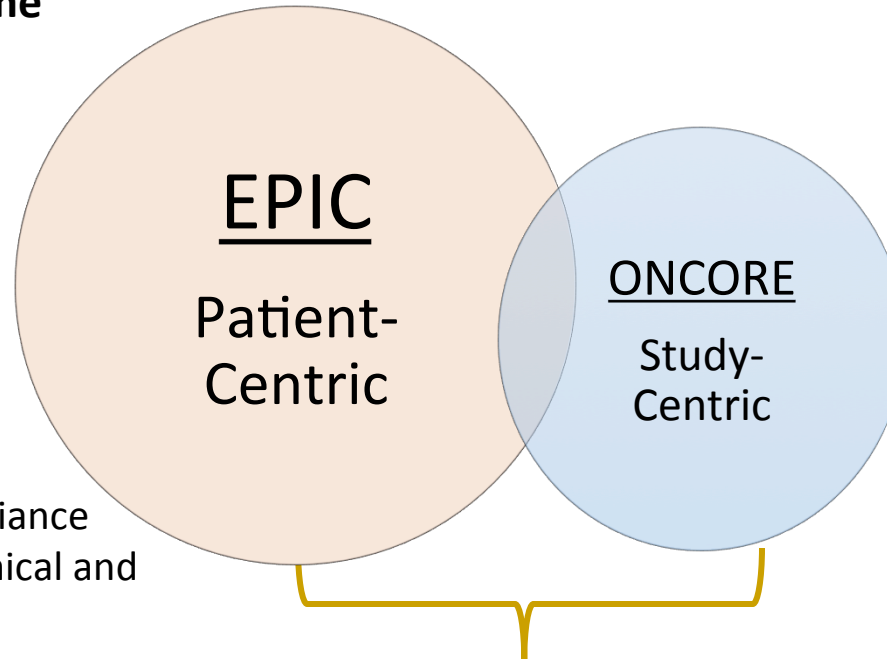 EPIC
Patient-
Centric
ONCORE
Study-
Centric